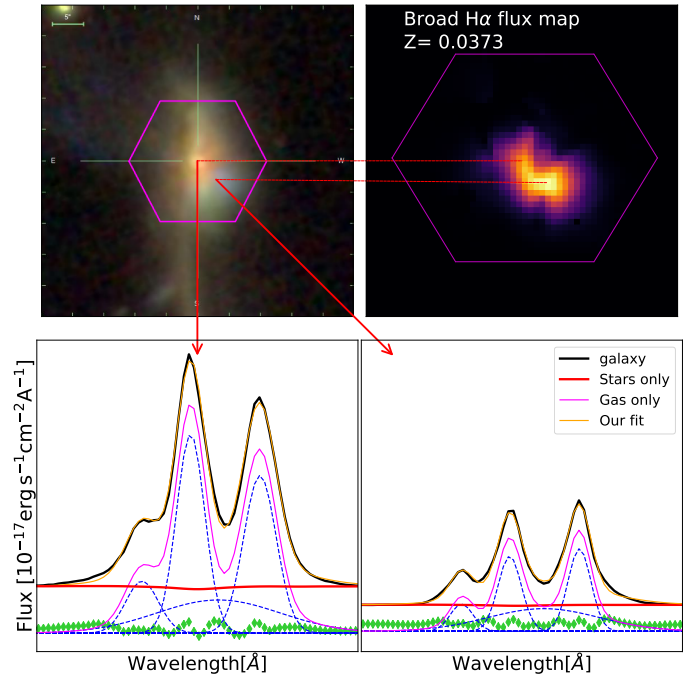 5"
N
E
W
S
Broad Hα flux map
Z= 0.0373
Flux [10⁻¹⁷erg s⁻¹cm⁻²A⁻¹]
galaxy
Stars only
Gas only
Our fit
Wavelength[Å]
Wavelength[Å]